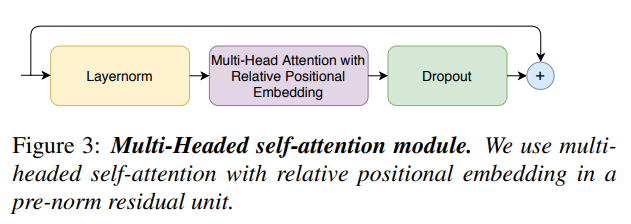 Layernorm
Multi-Head Attention with
Relative Positional
Embedding
Dropout
+
Figure 3: Multi-Headed self-attention module. We use multi-
headed self-attention with relative positional embedding in a
pre-norm residual unit.